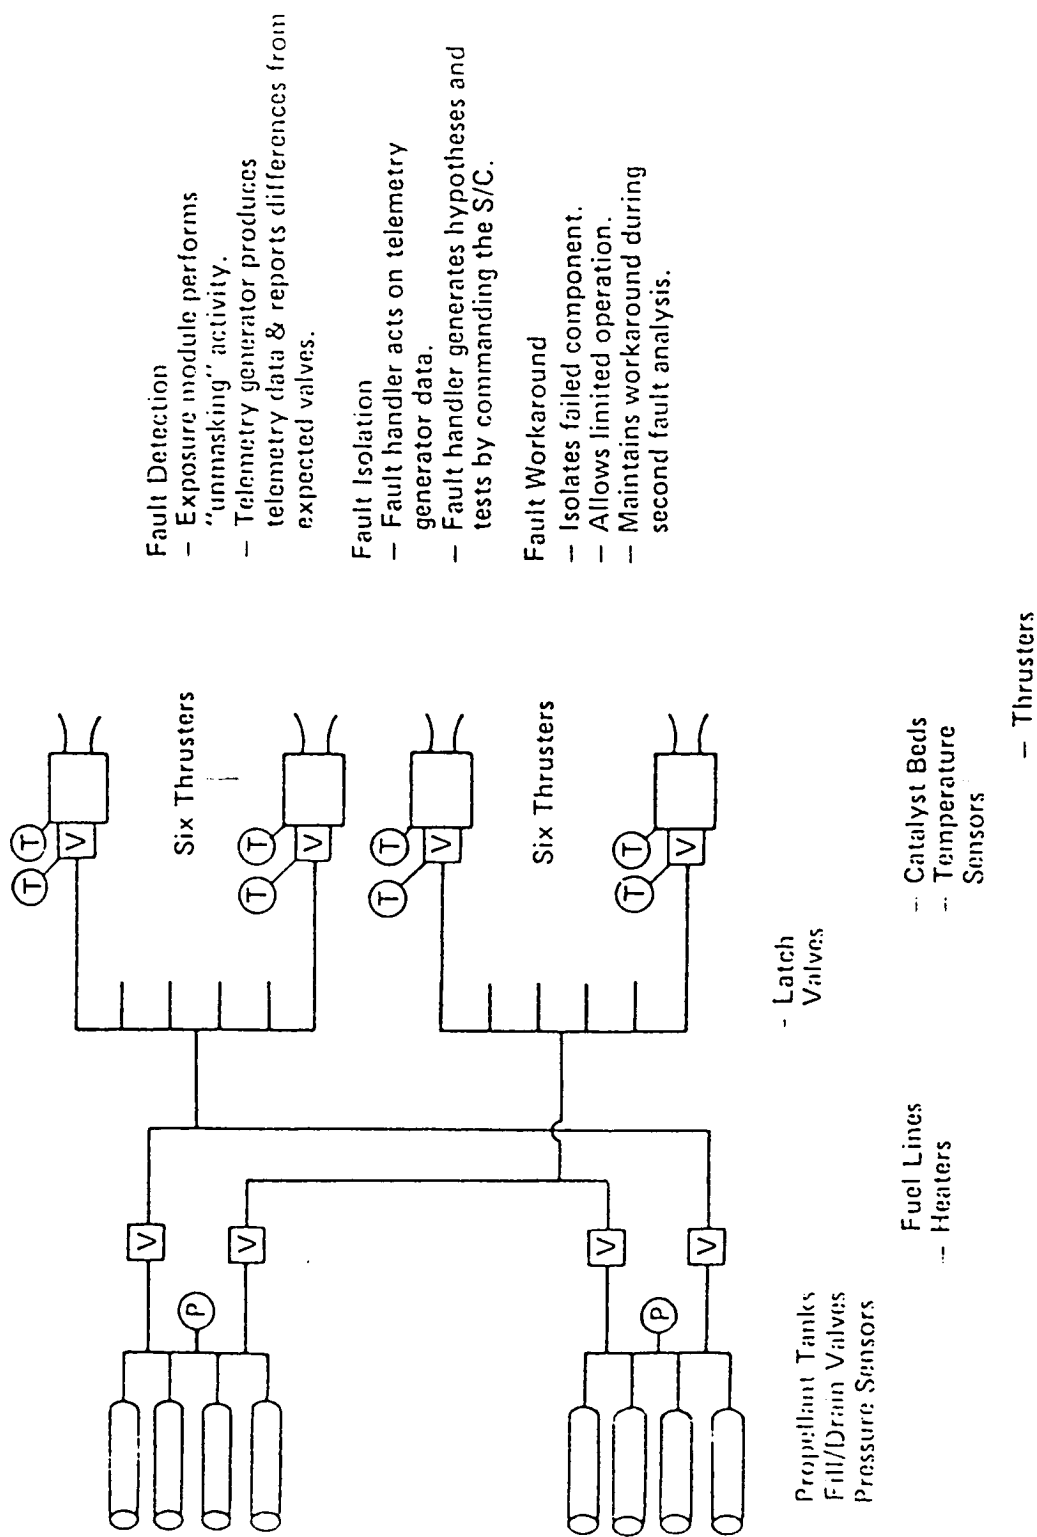 Fault Detection
– Exposure module performs
"unmasking" activity.
– Telemetry generator produces
telemetry data & reports differences from
expected valves.
Fault Isolation
– Fault handler acts on telemetry
generator data.
– Fault handler generates hypotheses and
tests by commanding the S/C.
Fault Workaround
– Isolates failed component.
– Allows limited operation.
– Maintains workaround during
second fault analysis.
T
T
V
Six Thrusters
T
T
V
T
T
V
Six Thrusters
T
T
V
V
V
V
V
P
P
Propellant Tanks
Fill/Drain Valves
Pressure Sensors
Fuel Lines
– Heaters
- Latch
Valves
– Catalyst Beds
– Temperature
Sensors
– Thrusters